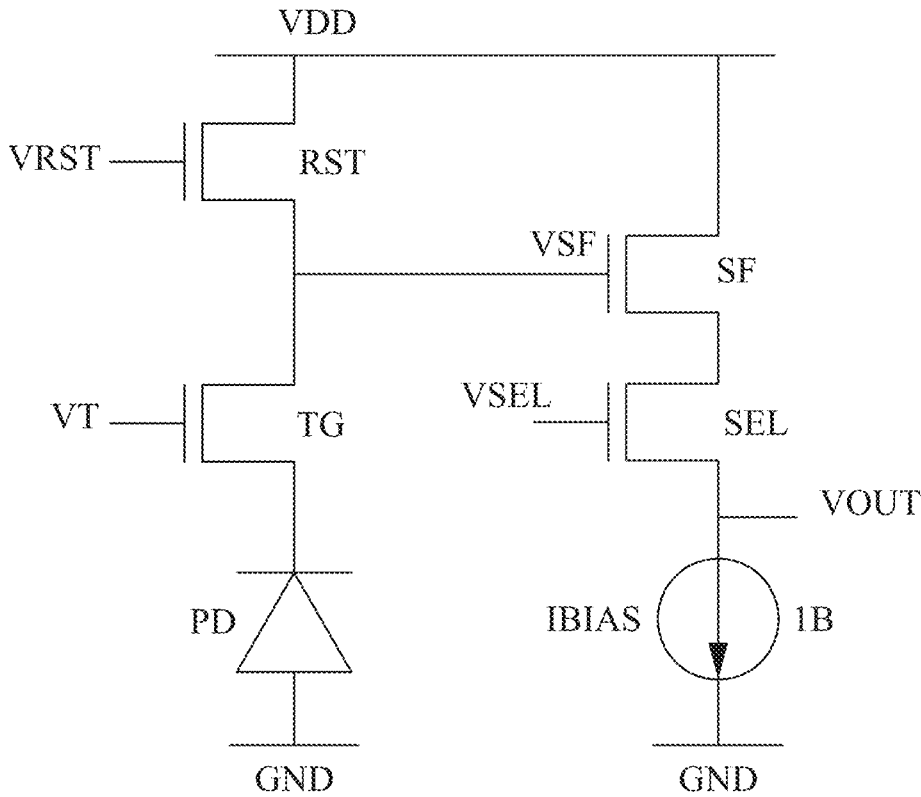 VDD
VRST
RST
VSF
SF
VT
TG
VSEL
SEL
VOUT
PD
IBIAS
1B
GND
GND